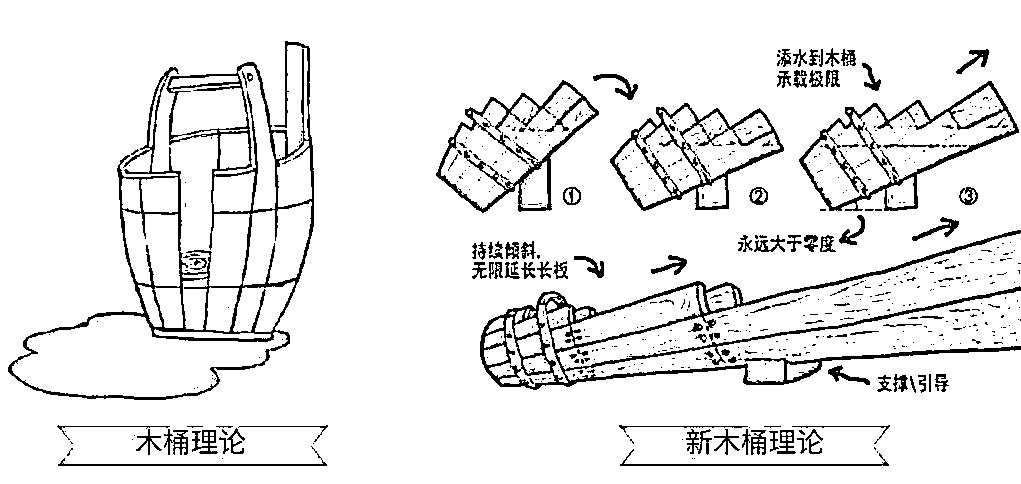 添水到木桶
承载极限
①
②
③
永远大于零度
持续倾斜.
无限延长长板
支撑\引导
木桶理论
新木桶理论